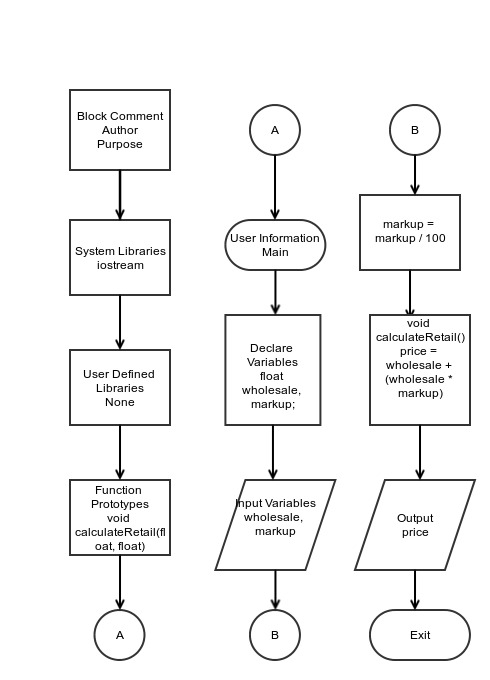 Block Comment
Author
Purpose
System Libraries
iostream
User Defined
Libraries
None
Function
Prototypes
void
calculateRetail(fl
oat, float)
A
A
User Information
Main
Declare
Variables
float
wholesale,
markup;
Input Variables
wholesale,
markup
B
B
markup =
markup / 100
void
calculateRetail()
price =
wholesale +
(wholesale *
markup)
Output
price
Exit